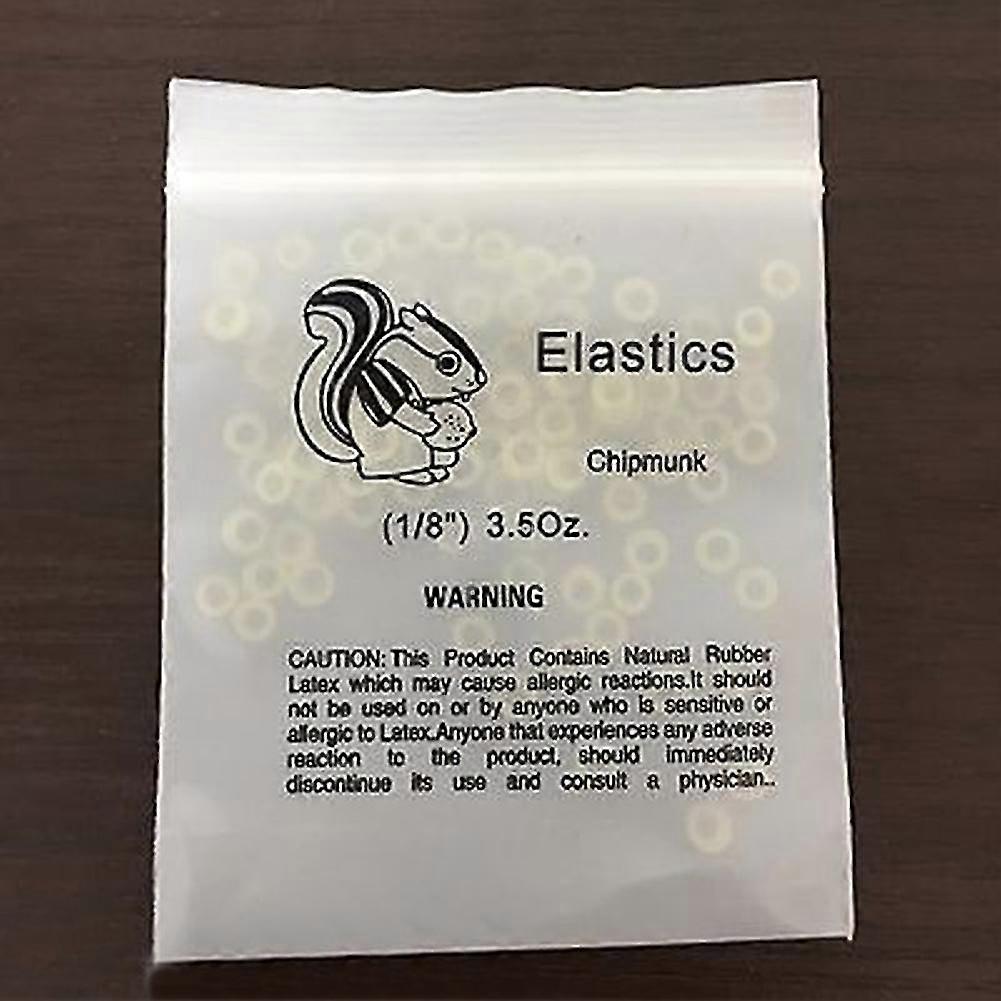 Elastics
Chipmunk
(1/8") 3.5Oz.
WARNING
CAUTION: This Product Contains Natural Rubber
Latex which may cause allergic reactions.It should
not be used on or by anyone who is sensitive or
allergic to Latex.Anyone that experiences any adverse
reaction to the product, should immediately
discontinue its use and consult a physician..